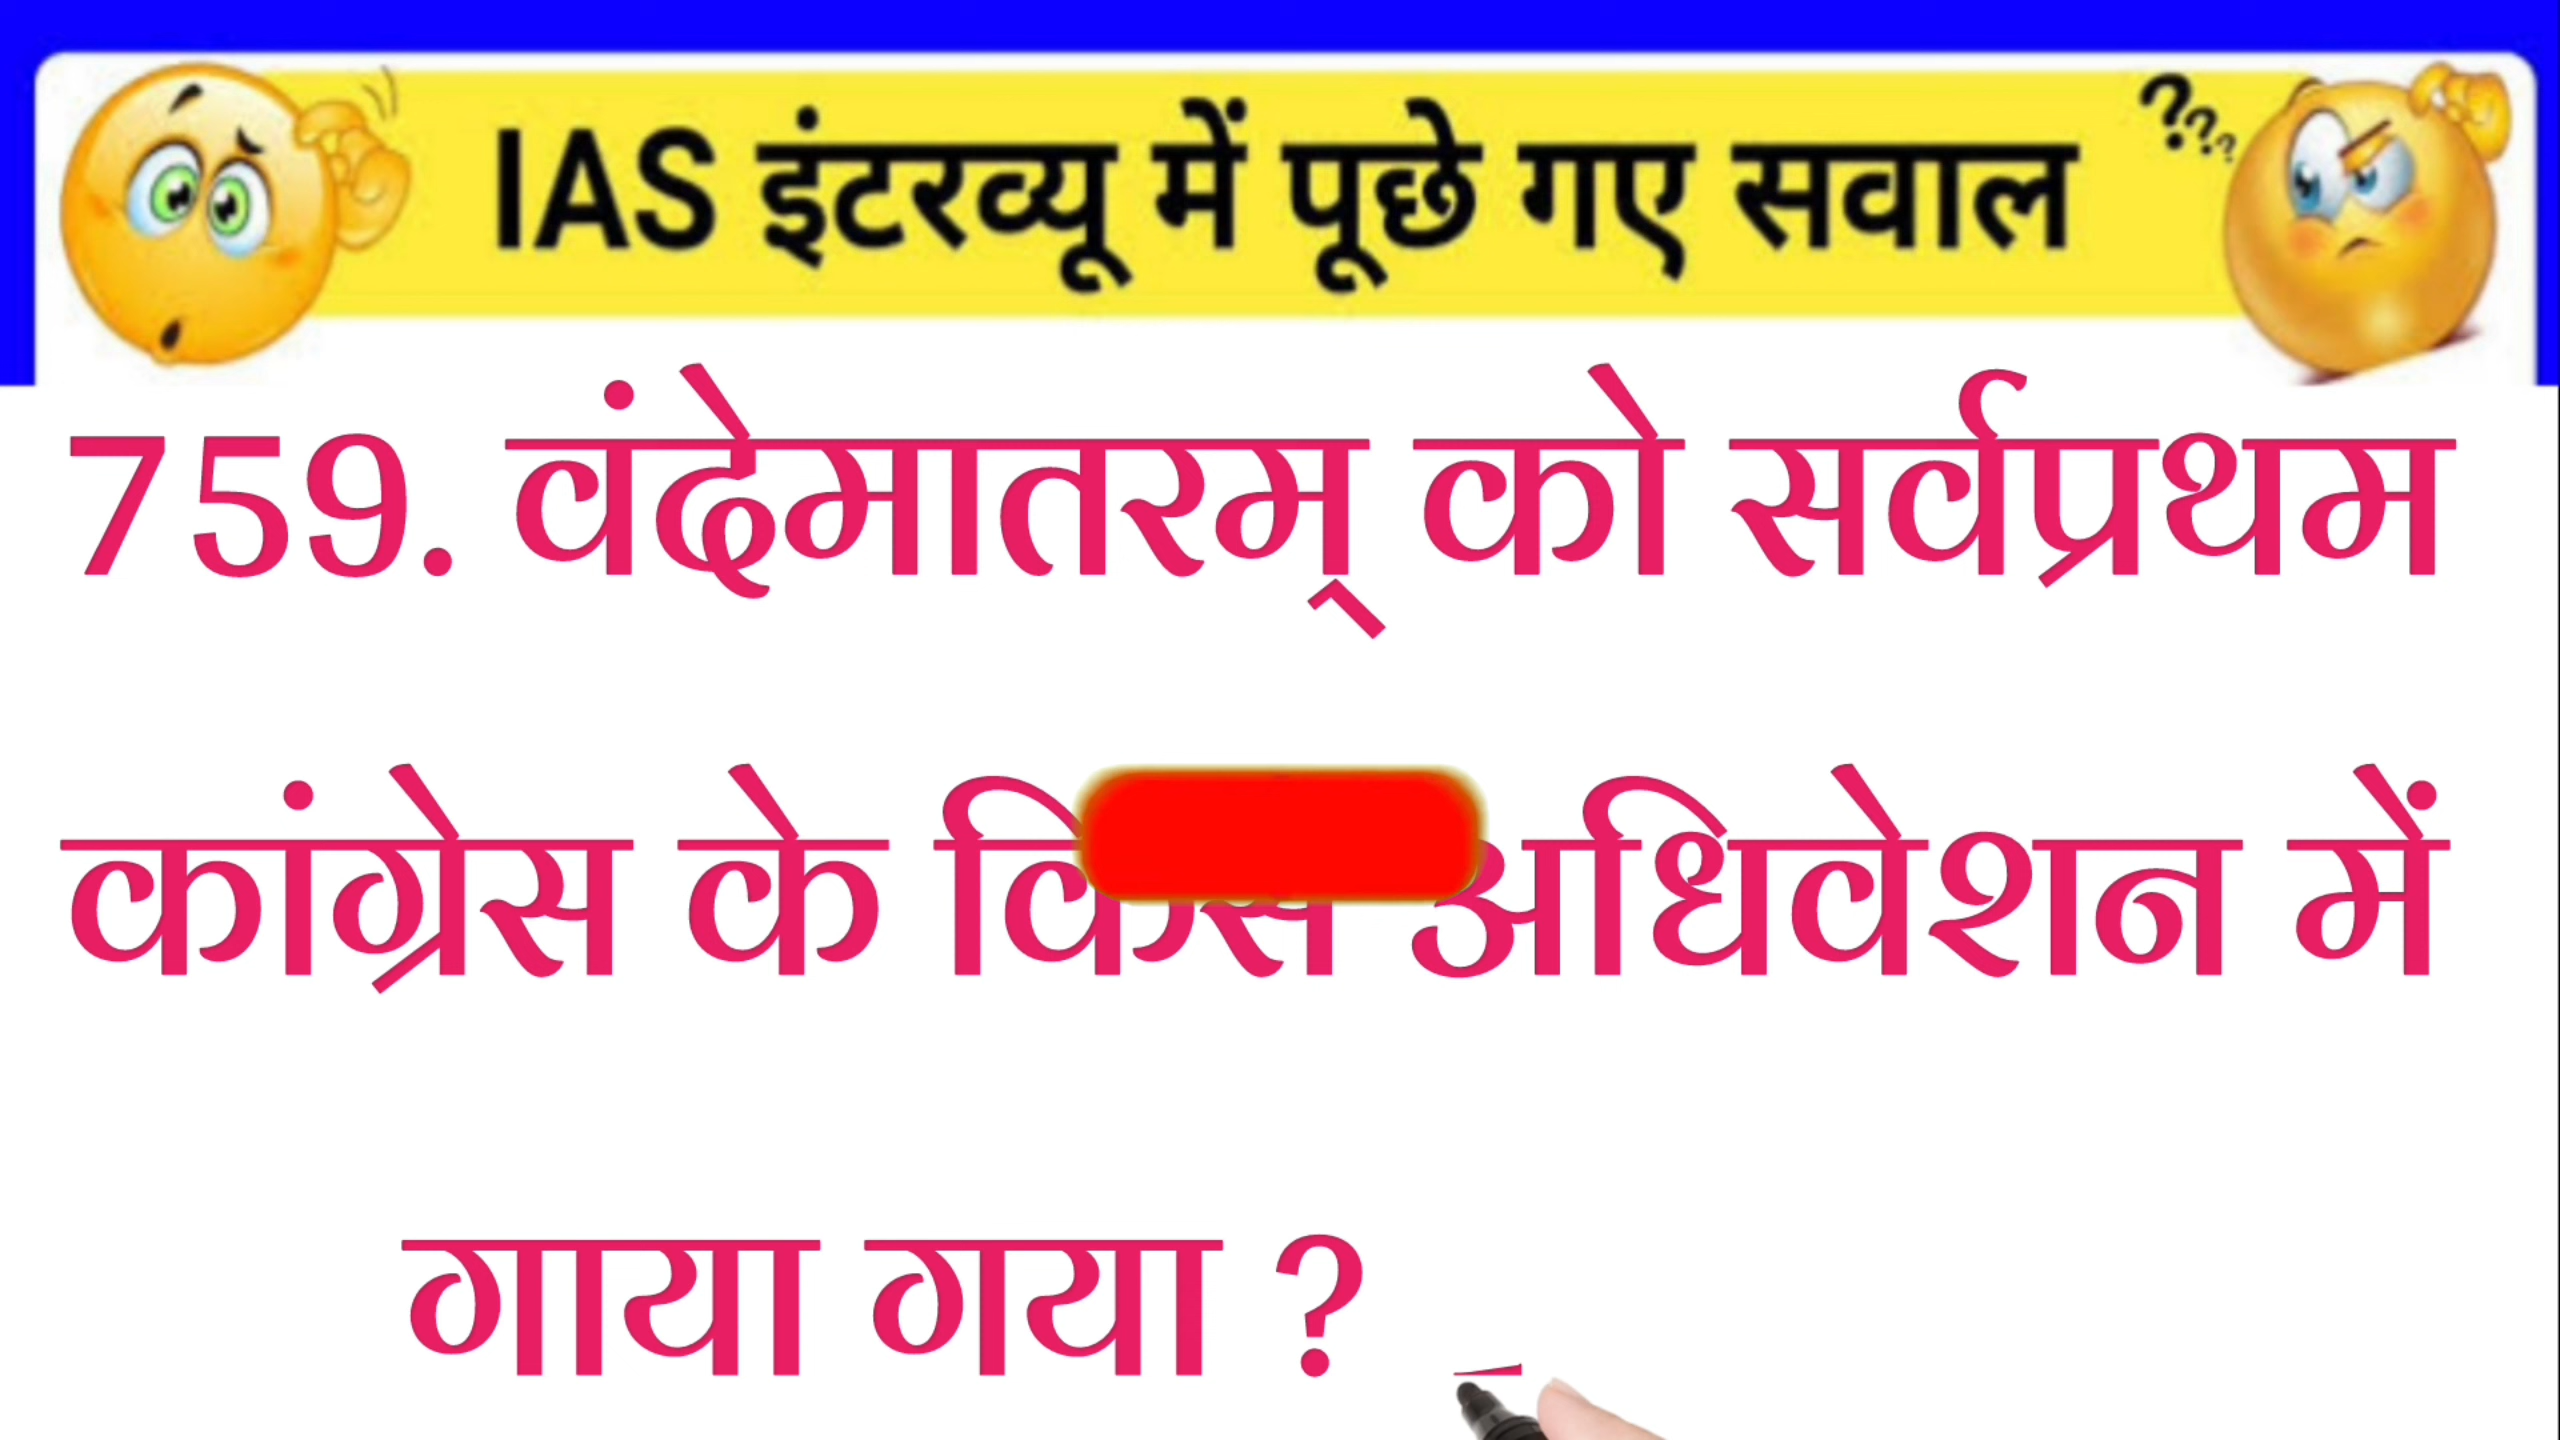 IAS इंटरव्यू में पूछे गए सवाल ???
759. वंदेमातरम् को सर्वप्रथम
कांग्रेस के किस अधिवेशन में
गाया गया ?